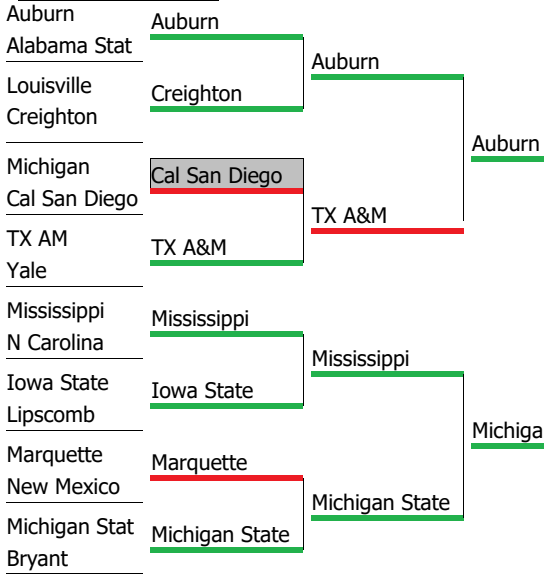 Auburn
Alabama Stat
Louisville
Creighton
Michigan
Cal San Diego
TX AM
Yale
Mississippi
N Carolina
Iowa State
Lipscomb
Marquette
New Mexico
Michigan Stat
Bryant
Auburn
Creighton
Cal San Diego
TX A&M
Mississippi
Iowa State
Marquette
Michigan State
Auburn
TX A&M
Mississippi
Michigan State
Auburn
Michiga